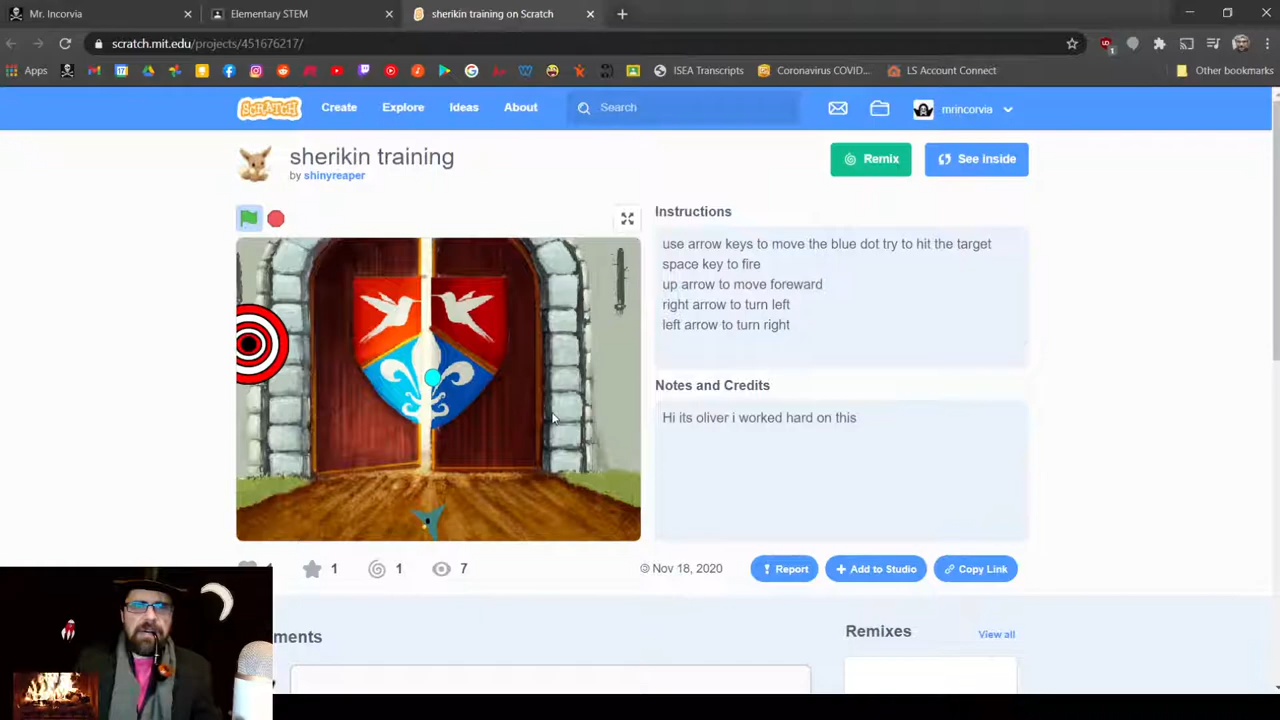 Mr. Incorvia
Elementary STEM
sherikin training on Scratch
scratch.mit.edu/projects/451676217/
Apps
ISEA Transcripts
Coronavirus COVID...
LS Account Connect
Other bookmarks
SCRATCH
Create
Explore
Ideas
About
Search
mrincorvia
sherikin training
by shinyreaper
Remix
See inside
Instructions
use arrow keys to move the blue dot try to hit the target
space key to fire
up arrow to move foreward
right arrow to turn left
left arrow to turn right
Notes and Credits
Hi its oliver i worked hard on this
1
1
7
Nov 18, 2020
Report
Add to Studio
Copy Link
ments
Remixes
View all